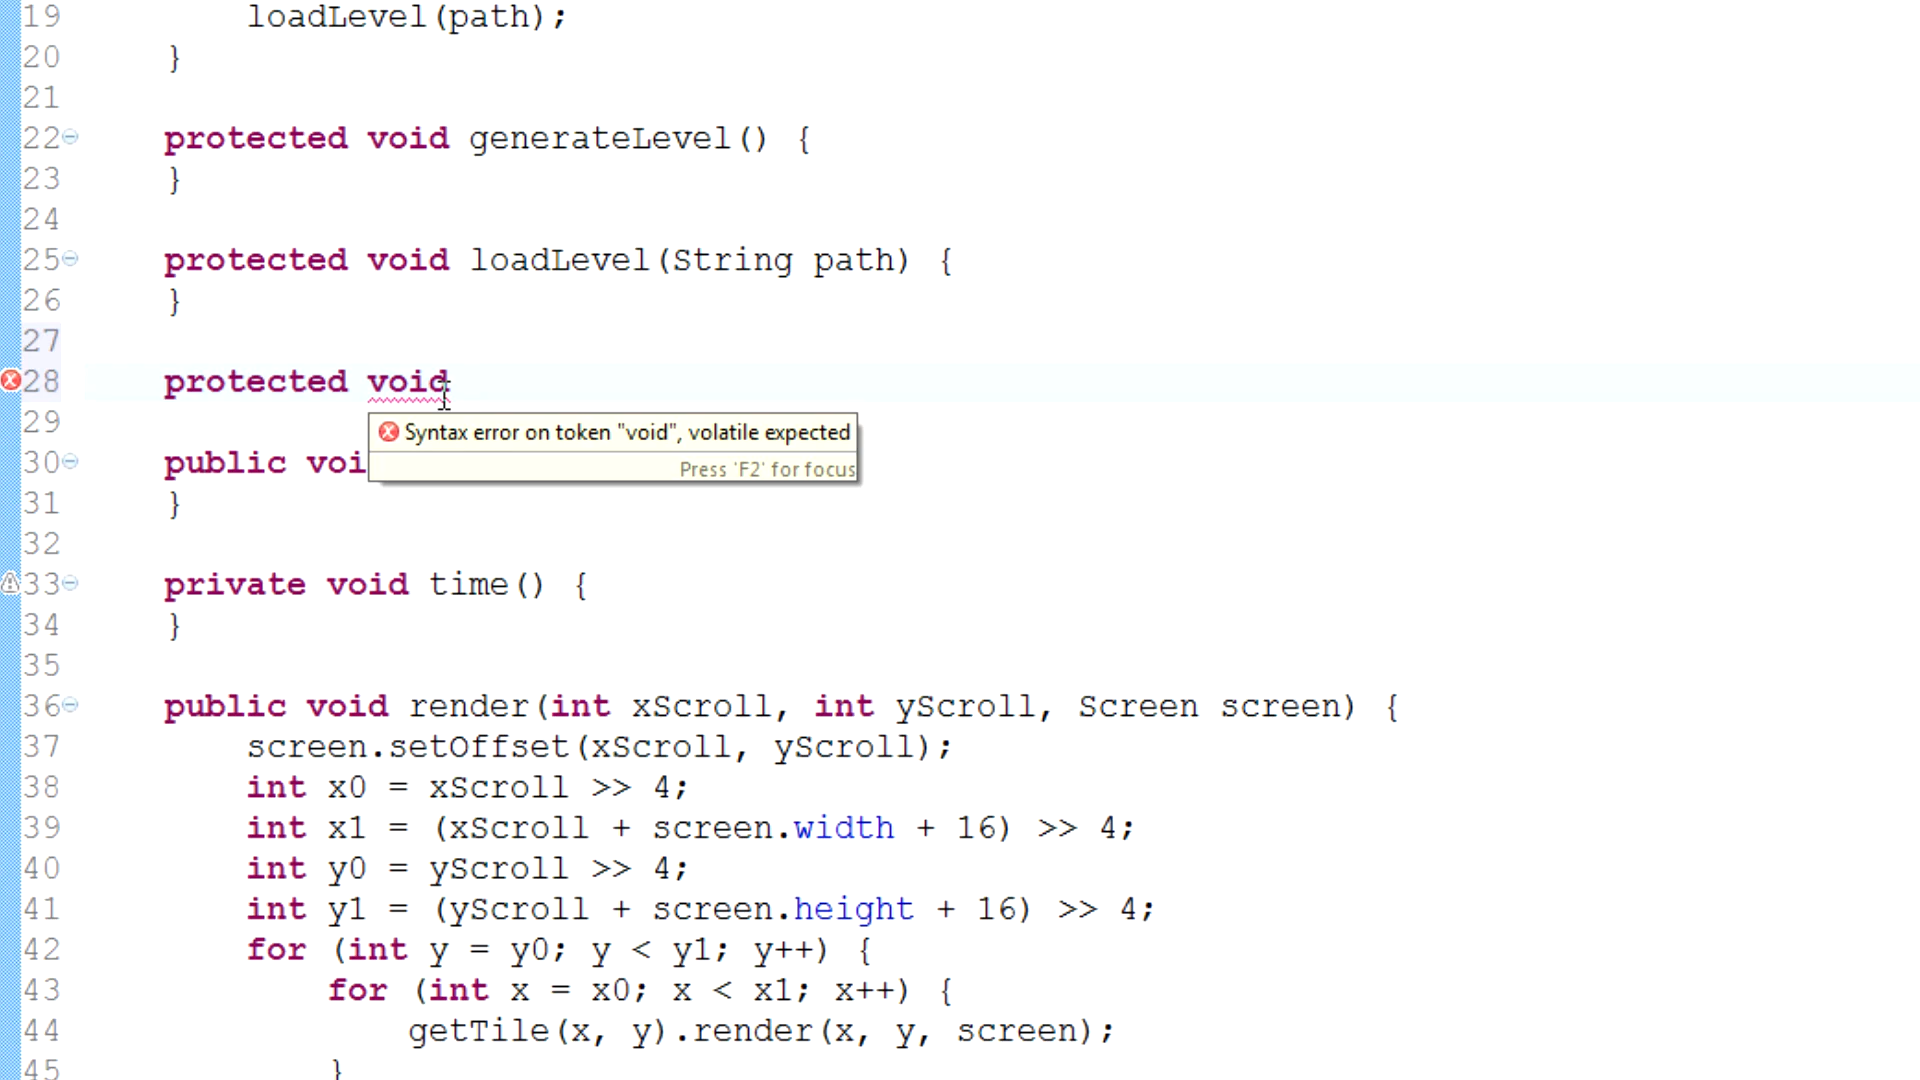 19 loadLevel(path);
20 }
21
22 protected void generateLevel() {
23 }
24
25 protected void loadLevel(String path) {
26 }
27
28 protected void
29
Syntax error on token "void", volatile expected
30 public voi
Press 'F2' for focus
31 }
32
33 private void time() {
34 }
35
36 public void render(int xScroll, int yScroll, Screen screen) {
37 screen.setOffset(xScroll, yScroll);
38 int x0 = xScroll >> 4;
39 int x1 = (xScroll + screen.width + 16) >> 4;
40 int y0 = yScroll >> 4;
41 int y1 = (yScroll + screen.height + 16) >> 4;
42 for (int y = y0; y < y1; y++) {
43 for (int x = x0; x < x1; x++) {
44 getTile(x, y).render(x, y, screen);
45 }